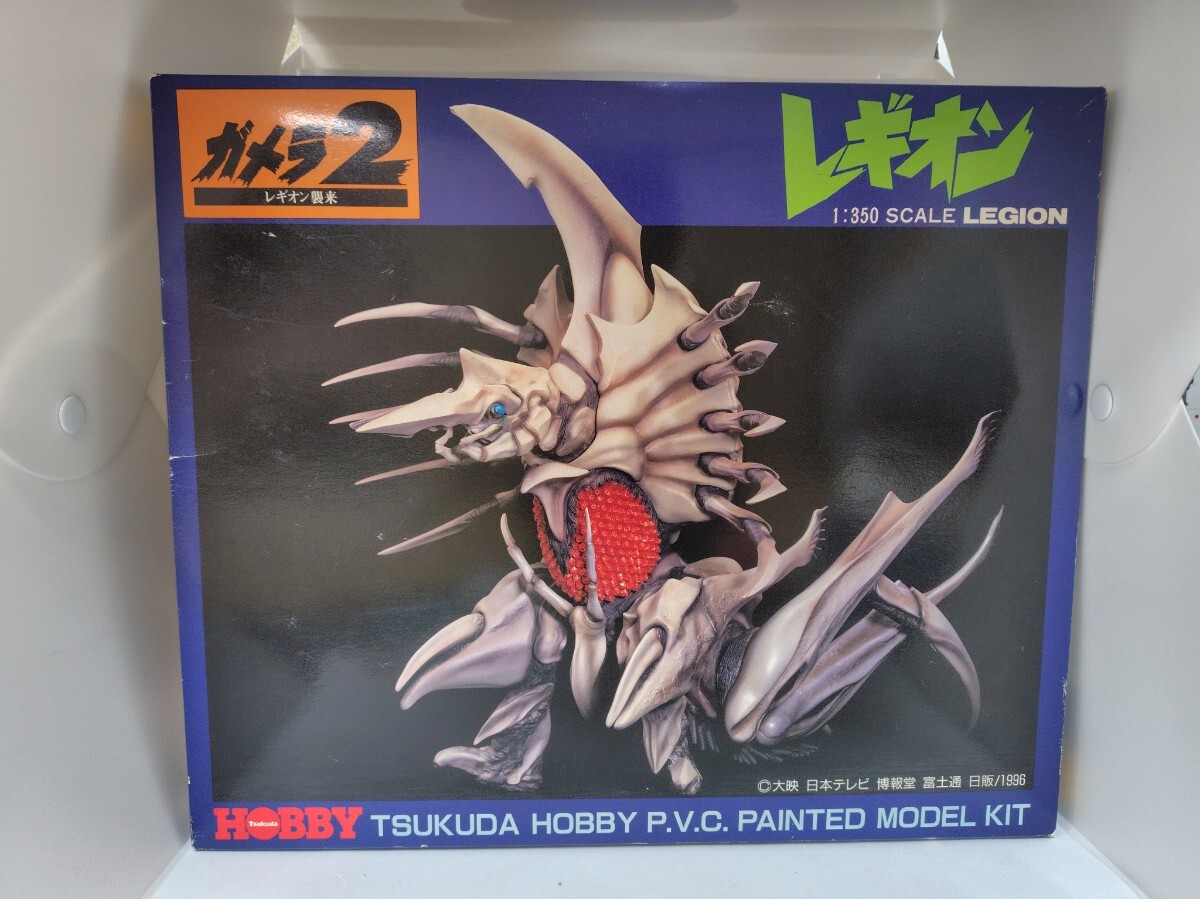 ガメラ2
レギオン襲来
レギオン
1:350 SCALE LEGION
©大映 日本テレビ 博報堂 富士通 日販/1996
HOBBY
Tsukuda
TSUKUDA HOBBY P.V.C. PAINTED MODEL KIT